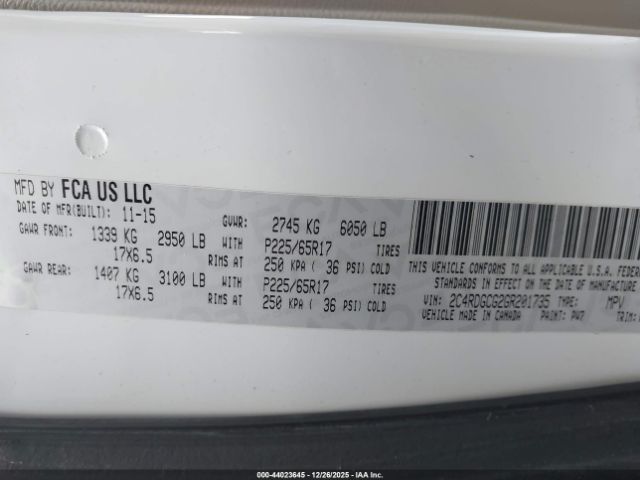 MFD BY FCA US LLC
DATE OF MFR(BUILT): 11-15 GVWR: 2745 KG 6050 LB
GAWR FRONT: 1339 KG 2950 LB WITH P225/65R17 TIRES
17X6.5 RIMS AT 250 KPA ( 36 PSI) COLD
GAWR REAR: 1407 KG 3100 LB WITH P225/65R17 TIRES
17X6.5 RIMS AT 250 KPA ( 36 PSI) COLD
THIS VEHICLE CONFORMS TO ALL APPLICABLE U.S.A. FEDERA
STANDARDS IN EFFECT ON THE DATE OF MANUFACTURE
VIN: 2C4RDGCG2GR201735 TYPE: MPV
VEHICLE MADE IN CANADA PAINT: PW7 TRIM:
000-44023645 - 12/26/2025 - IAAI.COM.